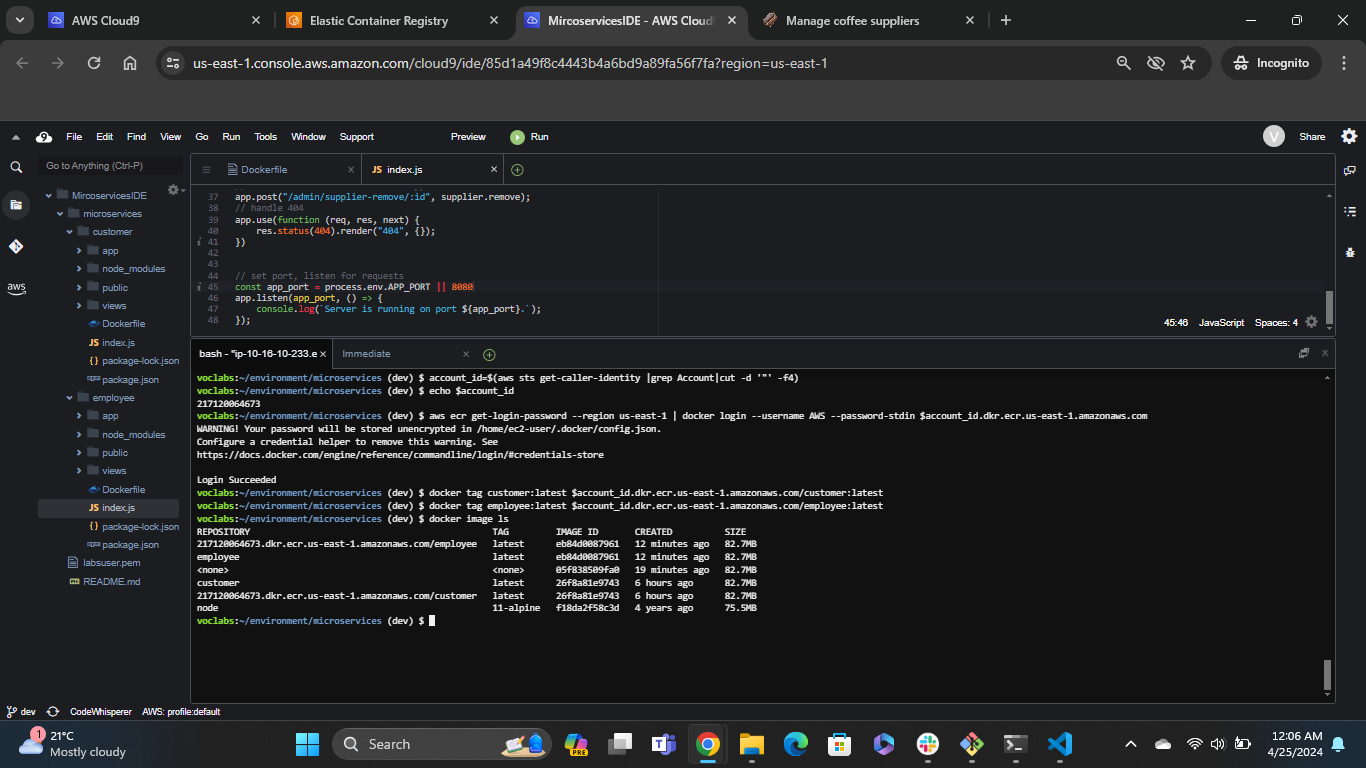 AWS Cloud9
Elastic Container Registry
MircoservicesIDE - AWS Cloud9
Manage coffee suppliers
us-east-1.console.aws.amazon.com/cloud9/ide/85d1a49f8c4443b4a6bd9a89fa56f7fa?region=us-east-1
Incognito
File Edit Find View Go Run Tools Window Support Preview Run
V Share
Go to Anything (Ctrl-P)
Dockerfile
JS index.js
MircoservicesIDE
microservices
customer
app
node_modules
public
views
Dockerfile
JS index.js
package-lock.json
package.json
employee
app
node_modules
public
views
Dockerfile
JS index.js
package-lock.json
package.json
labsuser.pem
README.md
aws
37 app.post("/admin/supplier-remove/:id", supplier.remove);
38 // handle 404
39 app.use(function (req, res, next) {
40 res.status(404).render("404", {});
41 })
42
43
44 // set port, listen for requests
45 const app_port = process.env.APP_PORT || 8080
46 app.listen(app_port, () => {
47 console.log(`Server is running on port ${app_port}.`);
48 });
45:46 JavaScript Spaces: 4
bash - "ip-10-16-10-233.e
Immediate
voclabs:~/environment/microservices (dev) $ account_id=$(aws sts get-caller-identity |grep Account|cut -d '"' -f4)
voclabs:~/environment/microservices (dev) $ echo $account_id
217120064673
voclabs:~/environment/microservices (dev) $ aws ecr get-login-password --region us-east-1 | docker login --username AWS --password-stdin $account_id.dkr.ecr.us-east-1.amazonaws.com
WARNING! Your password will be stored unencrypted in /home/ec2-user/.docker/config.json.
Configure a credential helper to remove this warning. See
https://docs.docker.com/engine/reference/commandline/login/#credentials-store
Login Succeeded
voclabs:~/environment/microservices (dev) $ docker tag customer:latest $account_id.dkr.ecr.us-east-1.amazonaws.com/customer:latest
voclabs:~/environment/microservices (dev) $ docker tag employee:latest $account_id.dkr.ecr.us-east-1.amazonaws.com/employee:latest
voclabs:~/environment/microservices (dev) $ docker image ls
REPOSITORY TAG IMAGE ID CREATED SIZE
217120064673.dkr.ecr.us-east-1.amazonaws.com/employee latest eb84d0087961 12 minutes ago 82.7MB
employee latest eb84d0087961 12 minutes ago 82.7MB
<none> <none> 05f838509fa0 19 minutes ago 82.7MB
customer latest 26f8a81e9743 6 hours ago 82.7MB
217120064673.dkr.ecr.us-east-1.amazonaws.com/customer latest 26f8a81e9743 6 hours ago 82.7MB
node 11-alpine f18da2f58c3d 4 years ago 75.5MB
voclabs:~/environment/microservices (dev) $
dev CodeWhisperer AWS: profile:default
1
21°C
Mostly cloudy
Search
PRE
12:06 AM
4/25/2024